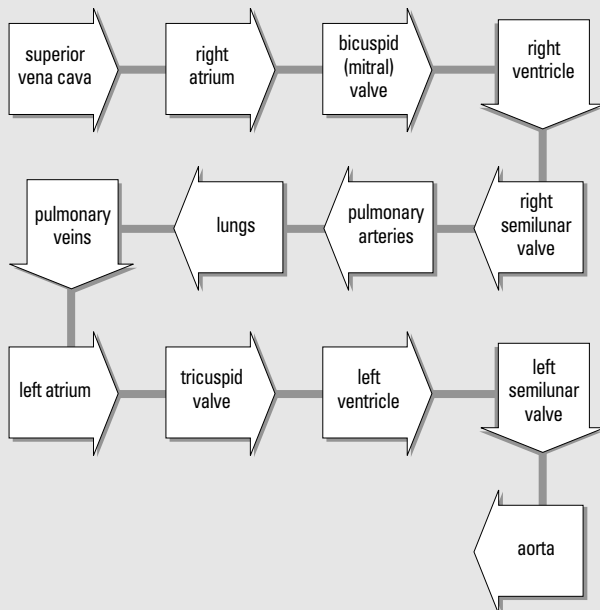 superior
vena cava
right
atrium
bicuspid
(mitral)
valve
right
ventricle
right
semilunar
valve
pulmonary
arteries
lungs
pulmonary
veins
left atrium
tricuspid
valve
left
ventricle
left
semilunar
valve
aorta